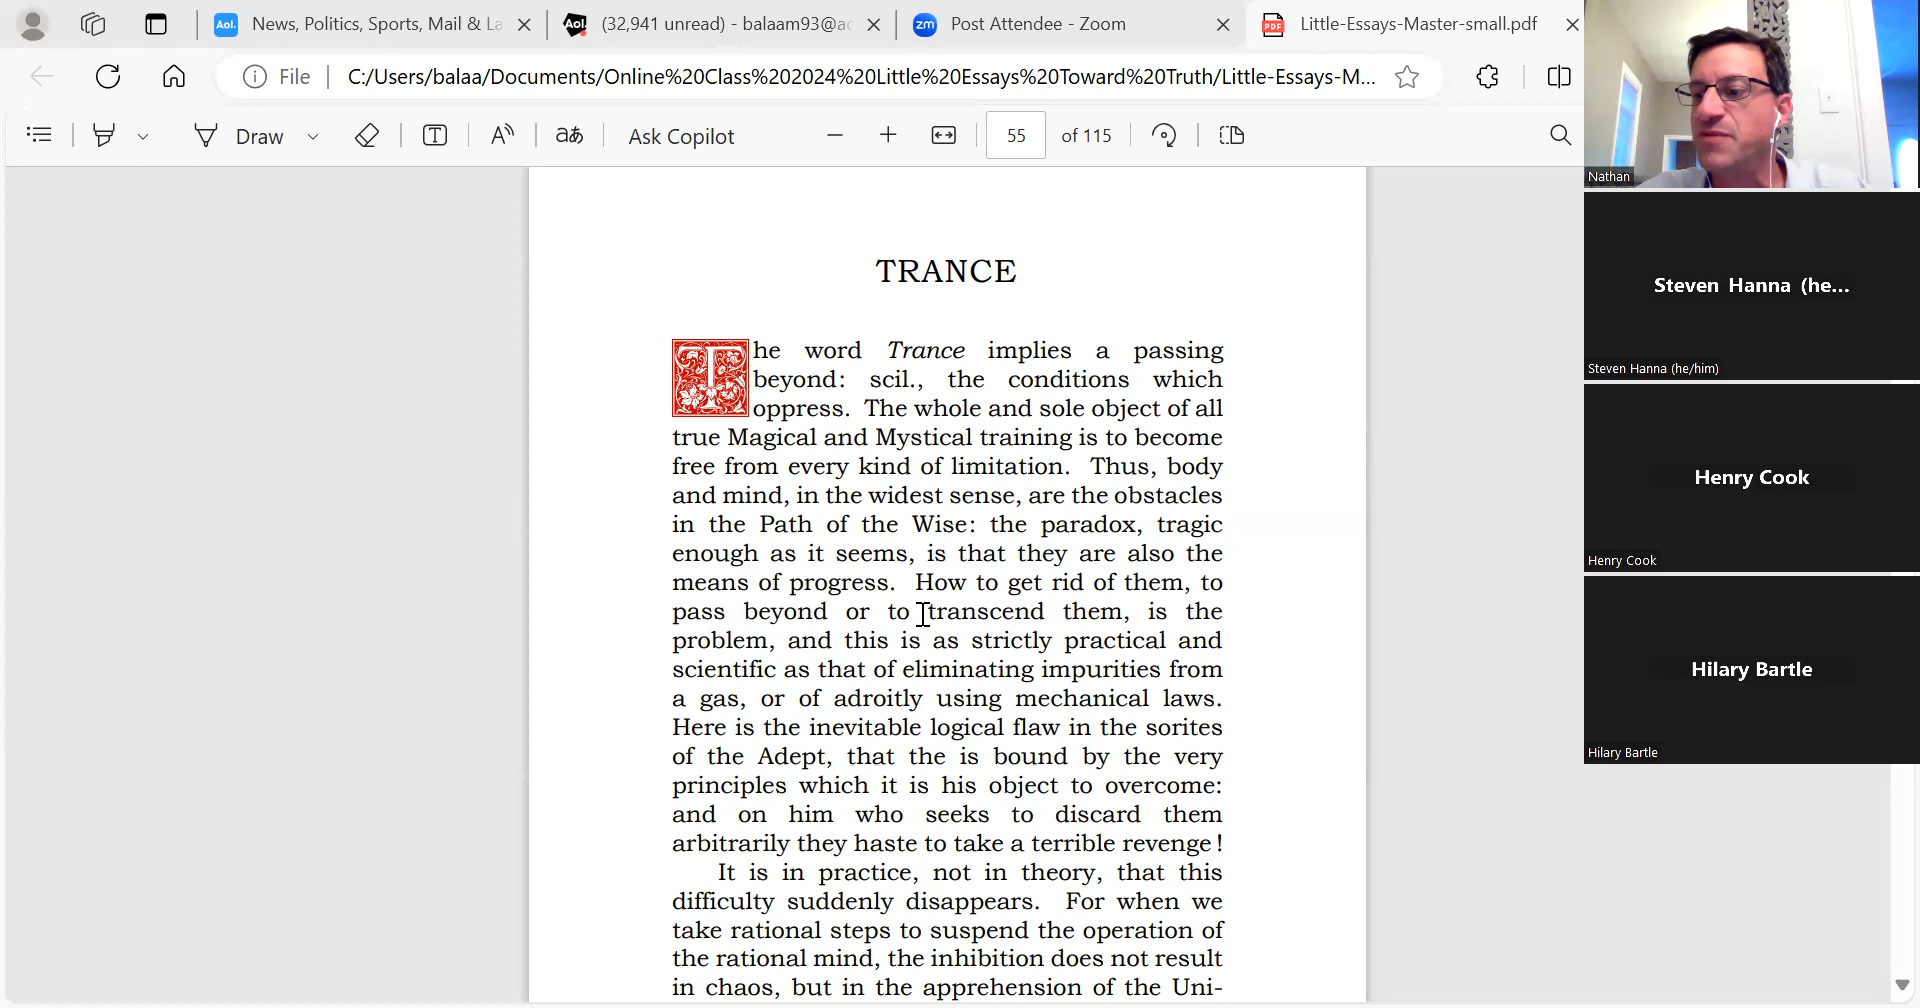 Aol. News, Politics, Sports, Mail & La
Aol. (32,941 unread) - balaam93@ao
zm Post Attendee - Zoom
PDF Little-Essays-Master-small.pdf
File C:/Users/balaa/Documents/Online%20Class%202024%20Little%20Essays%20Toward%20Truth/Little-Essays-M...
Draw
T
A
aあ
Ask Copilot
55 of 115
TRANCE
The word Trance implies a passing
beyond: scil., the conditions which
oppress. The whole and sole object of all
true Magical and Mystical training is to become
free from every kind of limitation. Thus, body
and mind, in the widest sense, are the obstacles
in the Path of the Wise: the paradox, tragic
enough as it seems, is that they are also the
means of progress. How to get rid of them, to
pass beyond or to transcend them, is the
problem, and this is as strictly practical and
scientific as that of eliminating impurities from
a gas, or of adroitly using mechanical laws.
Here is the inevitable logical flaw in the sorites
of the Adept, that the is bound by the very
principles which it is his object to overcome:
and on him who seeks to discard them
arbitrarily they haste to take a terrible revenge !
It is in practice, not in theory, that this
difficulty suddenly disappears. For when we
take rational steps to suspend the operation of
the rational mind, the inhibition does not result
in chaos, but in the apprehension of the Uni-
Nathan
Steven Hanna (he...
Steven Hanna (he/him)
Henry Cook
Henry Cook
Hilary Bartle
Hilary Bartle